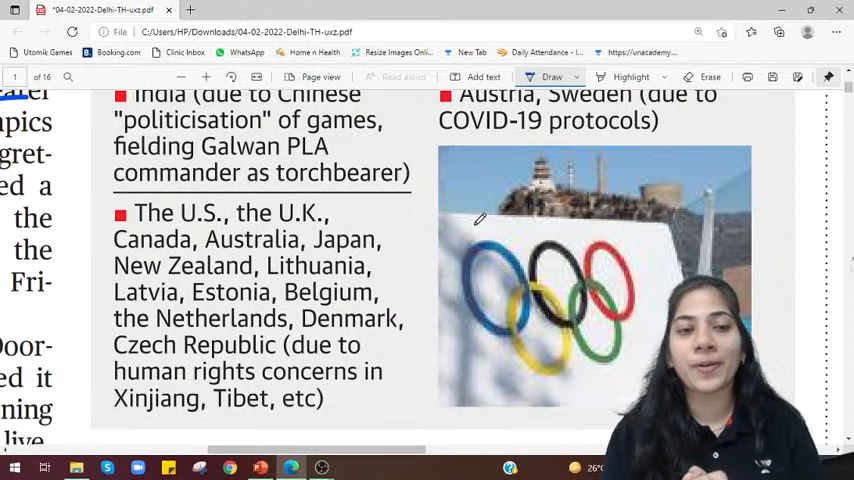 *04-02-2022-Delhi-TH-uxz.pdf
File C:/Users/HP/Downloads/04-02-2022-Delhi-TH-uxz.pdf
Utomik Games Booking.com Clinic Inbox WhatsApp Home n Health Resize Images Onli... New Tab Daily Attendance - I... https://unacademy...
1 of 16 Page view Read aloud Add text Draw Highlight Erase
India (due to Chinese
"politicisation" of games,
fielding Galwan PLA
commander as torchbearer)
The U.S., the U.K.,
Canada, Australia, Japan,
New Zealand, Lithuania,
Latvia, Estonia, Belgium,
the Netherlands, Denmark,
Czech Republic (due to
human rights concerns in
Xinjiang, Tibet, etc)
Austria, Sweden (due to
COVID-19 protocols)
gret-
ed a
the
the
Fri-
Door-
ed it
ning
live
26°